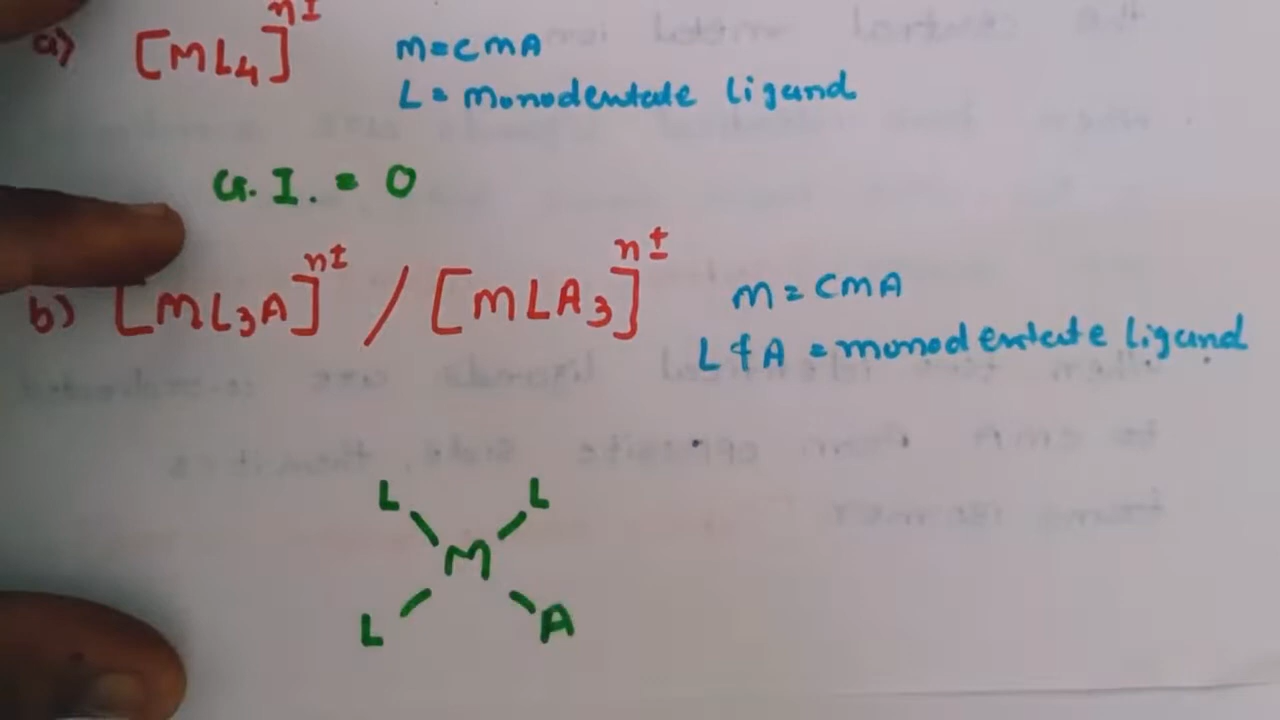 a) [ML4]n±
M=CMA
L= Monodentate ligand
G.I. = 0
b) [ML3A]n± / [MLA3]n±
M = CMA
L & A = monodentate ligand
L L
M
L A